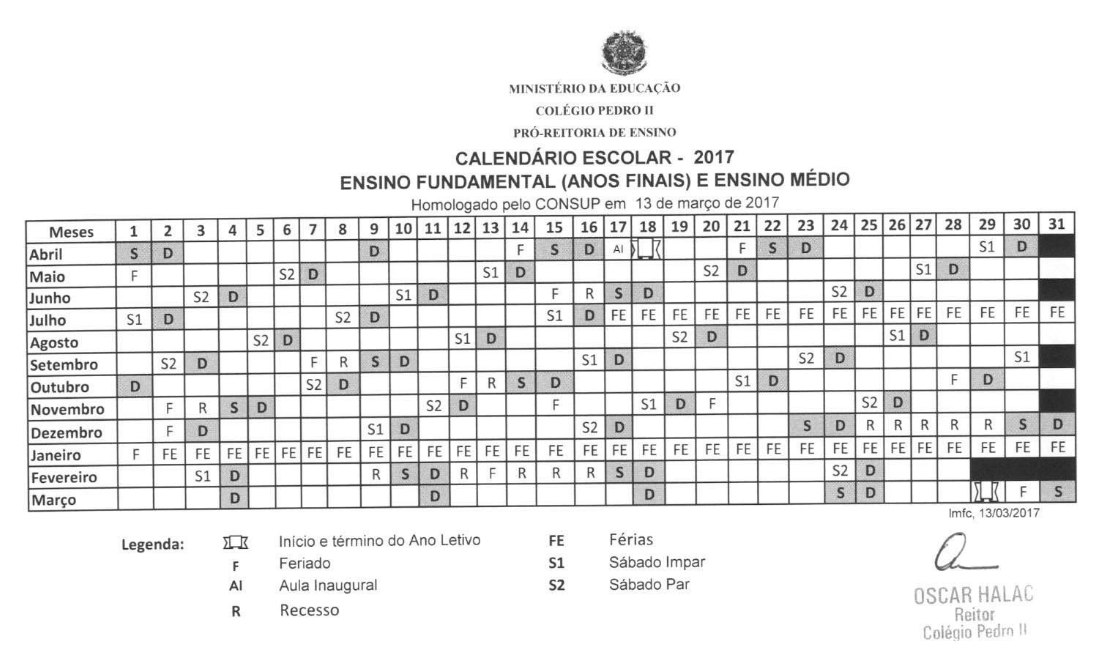 MINISTÉRIO DA EDUCAÇÃO
COLÉGIO PEDRO II
PRÓ-REITORIA DE ENSINO
CALENDÁRIO ESCOLAR - 2017
ENSINO FUNDAMENTAL (ANOS FINAIS) E ENSINO MÉDIO
Homologado pelo CONSUP em 13 de março de 2017
Meses 1 2 3 4 5 6 7 8 9 10 11 12 13 14 15 16 17 18 19 20 21 22 23 24 25 26 27 28 29 30 31
Abril S D D F S D AI F S D S1 D
Maio F S2 D S1 D S2 D S1 D
Junho S2 D S1 D F R S D S2 D
Julho S1 D S2 D S1 D FE FE FE FE FE FE FE FE FE FE FE FE FE FE FE
Agosto S2 D S1 D S2 D S1 D
Setembro S2 D F R S D S1 D S2 D S1
Outubro D S2 D F R S D S1 D F D
Novembro F R S D S2 D F S1 D F S2 D
Dezembro F D S1 D S2 D S D R R R R R S D
Janeiro F FE FE FE FE FE FE FE FE FE FE FE FE FE FE FE FE FE FE FE FE FE FE FE FE FE FE FE FE FE FE
Fevereiro S1 D R S D R F R R R S D S2 D
Março D D D S D F S
lmfc, 13/03/2017
Legenda: Início e término do Ano Letivo FE Férias
F Feriado S1 Sábado Impar
AI Aula Inaugural S2 Sábado Par
R Recesso
OSCAR HALAC
Reitor
Colégio Pedro II